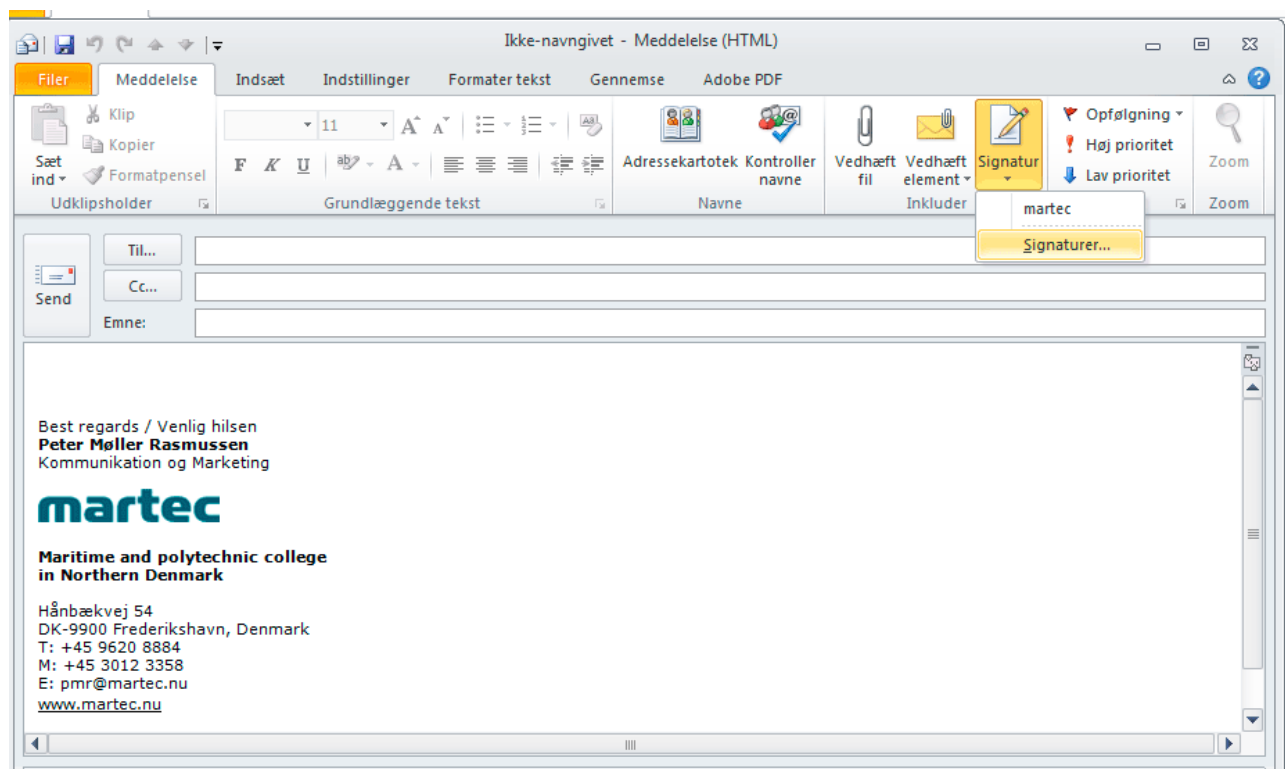 Ikke-navngivet - Meddelelse (HTML)
Filer Meddelelse Indsæt Indstillinger Formater tekst Gennemse Adobe PDF
Sæt ind
Klip
Kopier
Formatpensel
Udklipsholder
11
F K U
Grundlæggende tekst
Adressekartotek
Kontroller navne
Navne
Vedhæft fil
Vedhæft element
Signatur
Inkluder
Opfølgning
Høj prioritet
Lav prioritet
Zoom
Zoom
martec
Signaturer...
Send
Til...
Cc...
Emne:
Best regards / Venlig hilsen
Peter Møller Rasmussen
Kommunikation og Marketing
martec
Maritime and polytechnic college
in Northern Denmark
Hånbækvej 54
DK-9900 Frederikshavn, Denmark
T: +45 9620 8884
M: +45 3012 3358
E: pmr@martec.nu
www.martec.nu